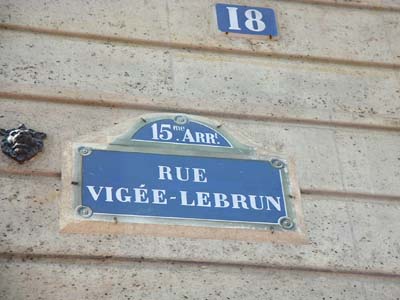 18
15me. Arrt.
RUE
VIGÉE-LEBRUN